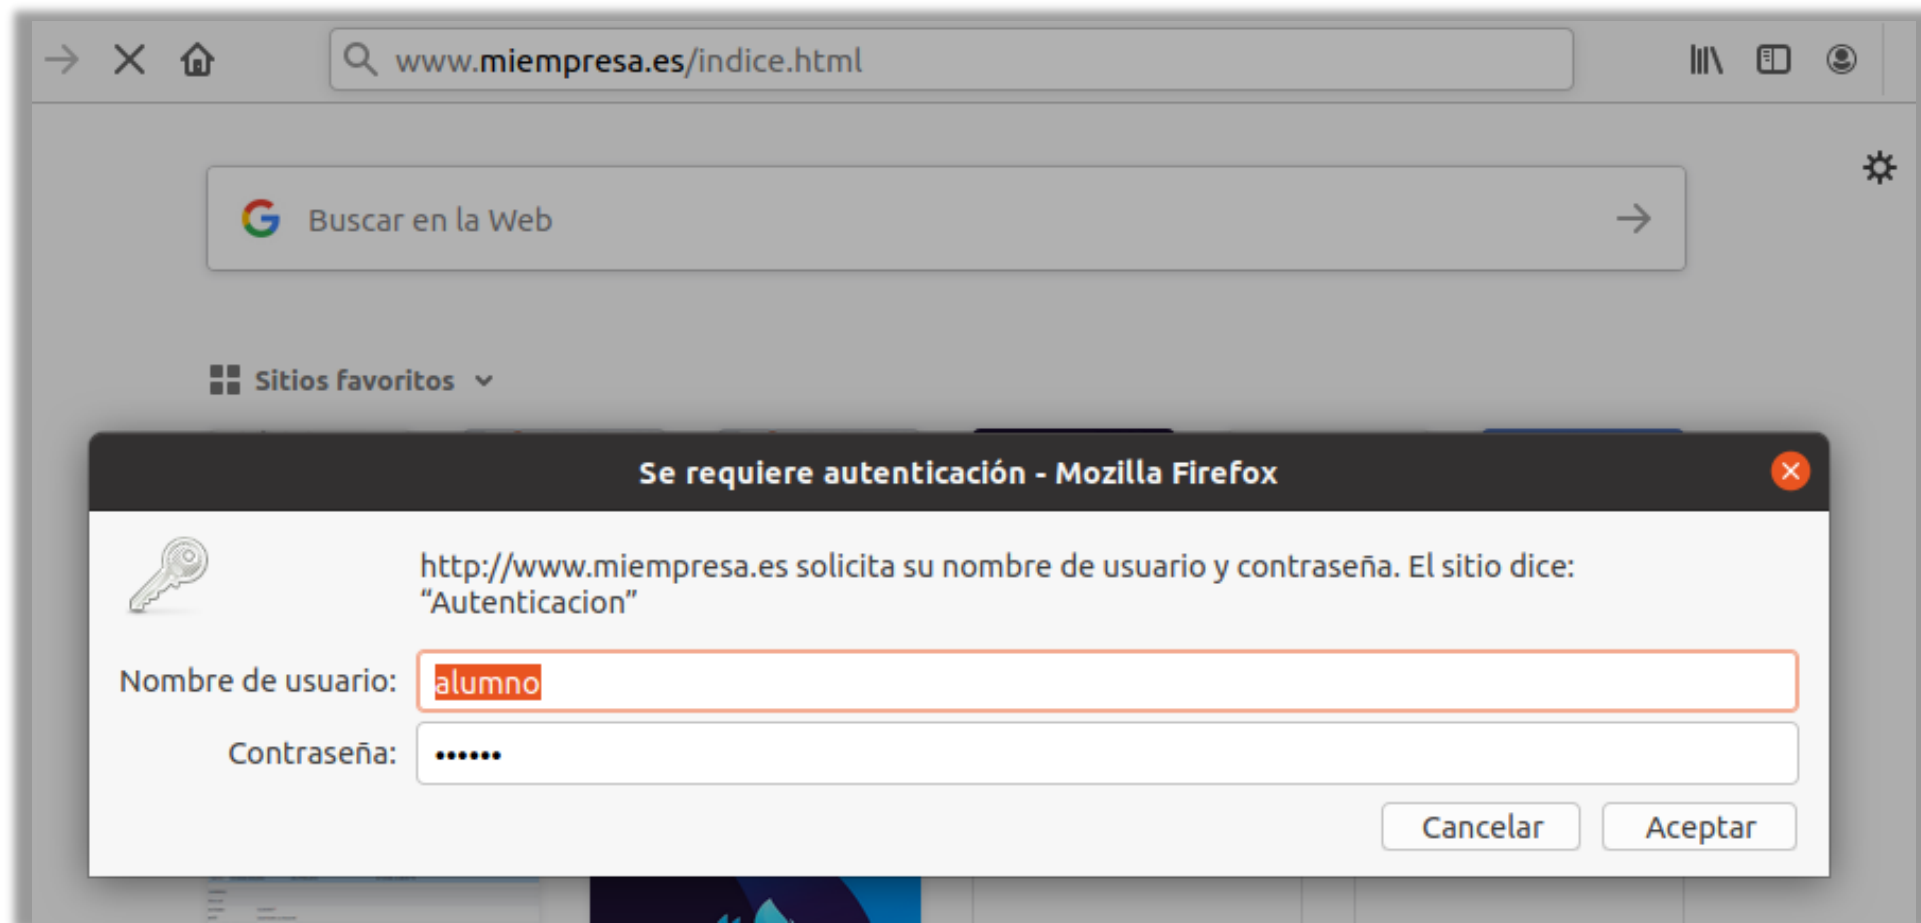 www.miempresa.es/indice.html
Buscar en la Web
Sitios favoritos
Se requiere autenticación - Mozilla Firefox
http://www.miempresa.es solicita su nombre de usuario y contraseña. El sitio dice:
“Autenticacion”
Nombre de usuario: alumno
Contraseña: ••••••
Cancelar Aceptar